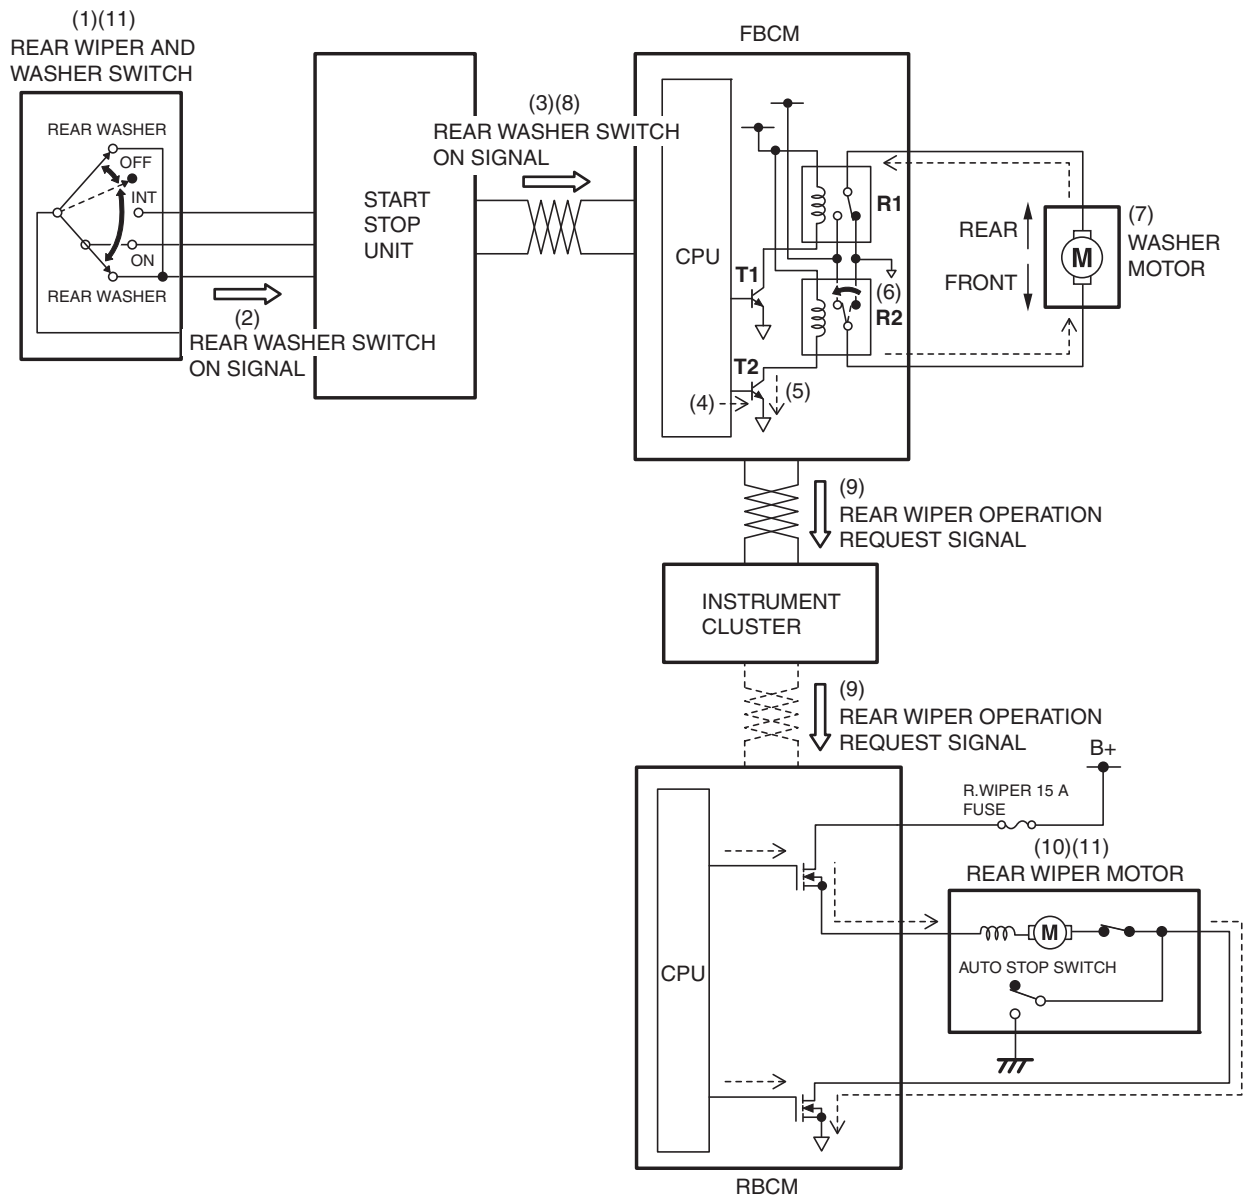 (1)(11)
REAR WIPER AND
WASHER SWITCH
REAR WASHER
OFF
INT
ON
REAR WASHER
(2)
REAR WASHER SWITCH
ON SIGNAL
START
STOP
UNIT
(3)(8)
REAR WASHER SWITCH
ON SIGNAL
FBCM
CPU
R1
T1
(6)
R2
T2
(4)
(5)
REAR
FRONT
M
(7)
WASHER
MOTOR
(9)
REAR WIPER OPERATION
REQUEST SIGNAL
INSTRUMENT
CLUSTER
(9)
REAR WIPER OPERATION
REQUEST SIGNAL
B+
R.WIPER 15 A
FUSE
(10)(11)
REAR WIPER MOTOR
M
AUTO STOP SWITCH
CPU
RBCM